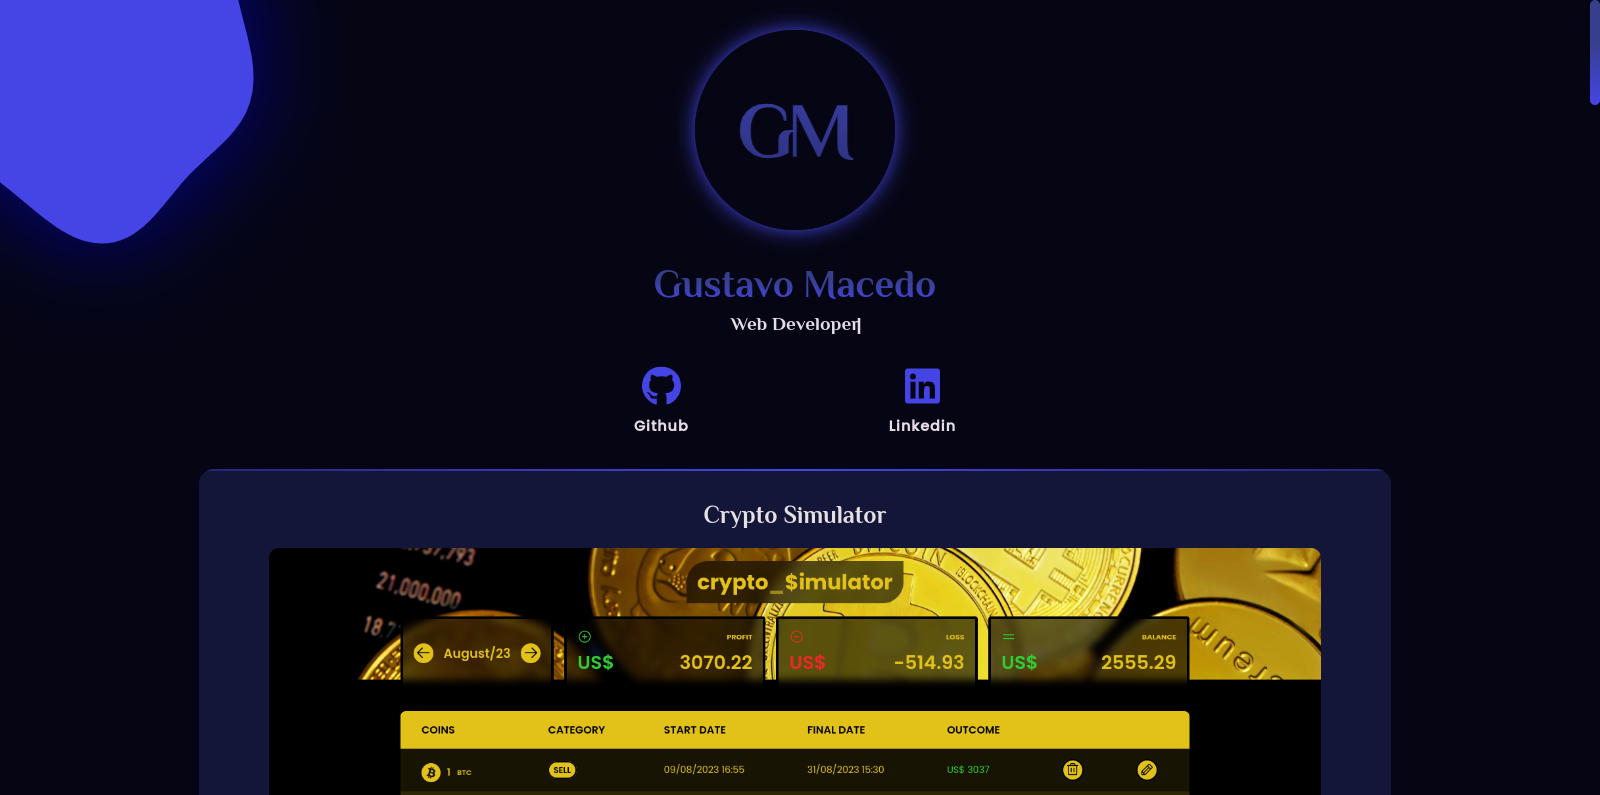 GM
Gustavo Macedo
Web Developer
Github
Linkedin
Crypto Simulator
21,000,000
crypto_$imulator
August/23
PROFIT
US$ 3070.22
LOSS
US$ -514.93
BALANCE
US$ 2555.29
COINS CATEGORY START DATE FINAL DATE OUTCOME
1 BTC SELL 09/08/2023 16:55 31/08/2023 15:30 US$ 3037